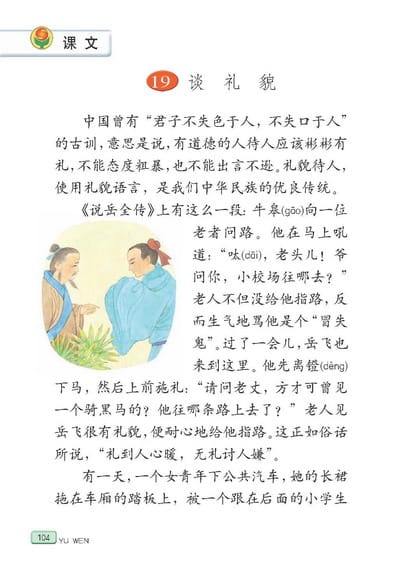 课文
19 谈礼貌
中国曾有“君子不失色于人，不失口于人”
的古训，意思是说，有道德的人待人应该彬彬有
礼，不能态度粗暴，也不能出言不逊。礼貌待人，
使用礼貌语言，是我们中华民族的优良传统。
《说岳全传》上有这么一段：牛皋(gāo)向一位
老者问路。他在马上吼
道：“呔(dāi)，老头儿！爷
问你，小校场往哪去？”
老人不但没给他指路，反
而生气地骂他是个“冒失
鬼”。过了一会儿，岳飞也
来到这里。他先离镫(dèng)
下马，然后上前施礼：“请问老丈，方才可曾见
一个骑黑马的？他往哪条路上去了？”老人见
岳飞很有礼貌，便耐心地给他指路。这正如俗话
所说，“礼到人心暖，无礼讨人嫌”。
有一天，一个女青年下公共汽车，她的长裙
拖在车厢的踏板上，被一个跟在后面的小学生
104 YU WEN